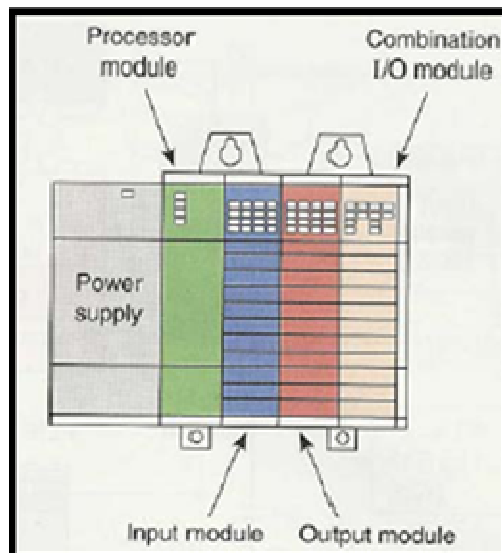 Processor
module
Combination
I/O module
Power
supply
Input module
Output module